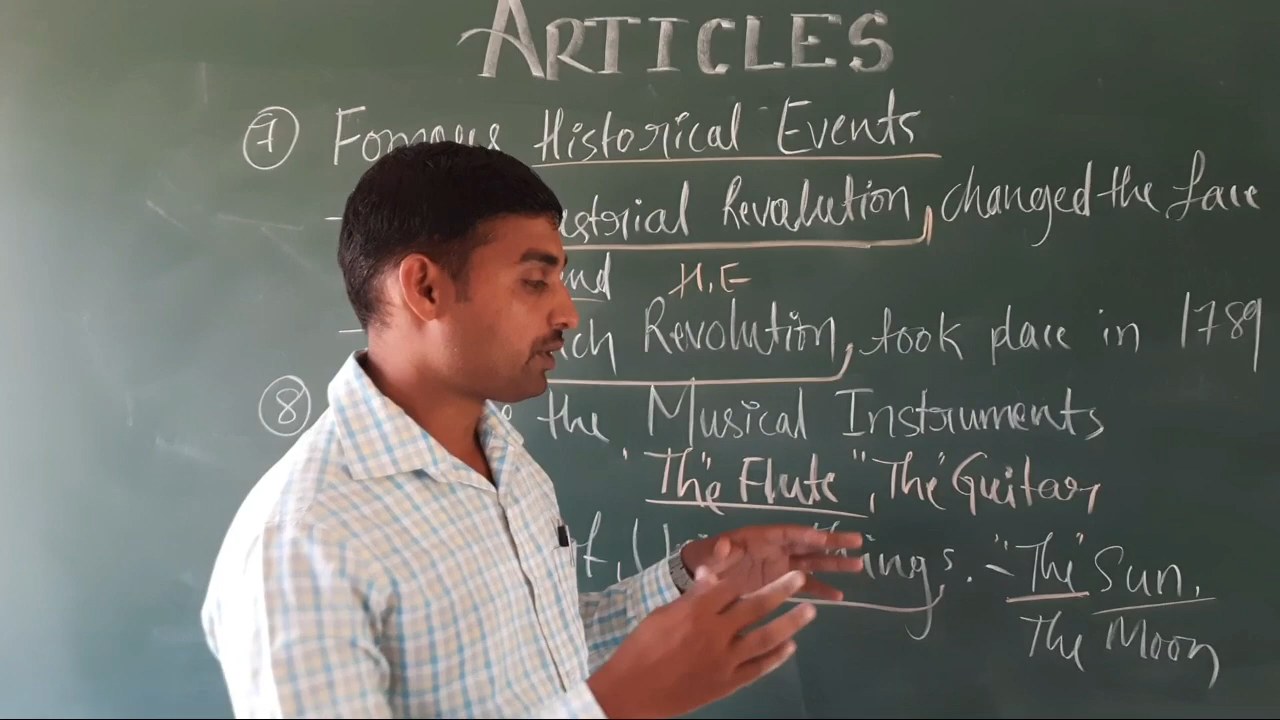 ARTICLES
7 Famous Historical Events
Revolution, changed the face
H.E
Revolution, took place in 1789
8 the Musical Instruments
"The" Flute", "The" Guitar
"The" Sun,
The Moon